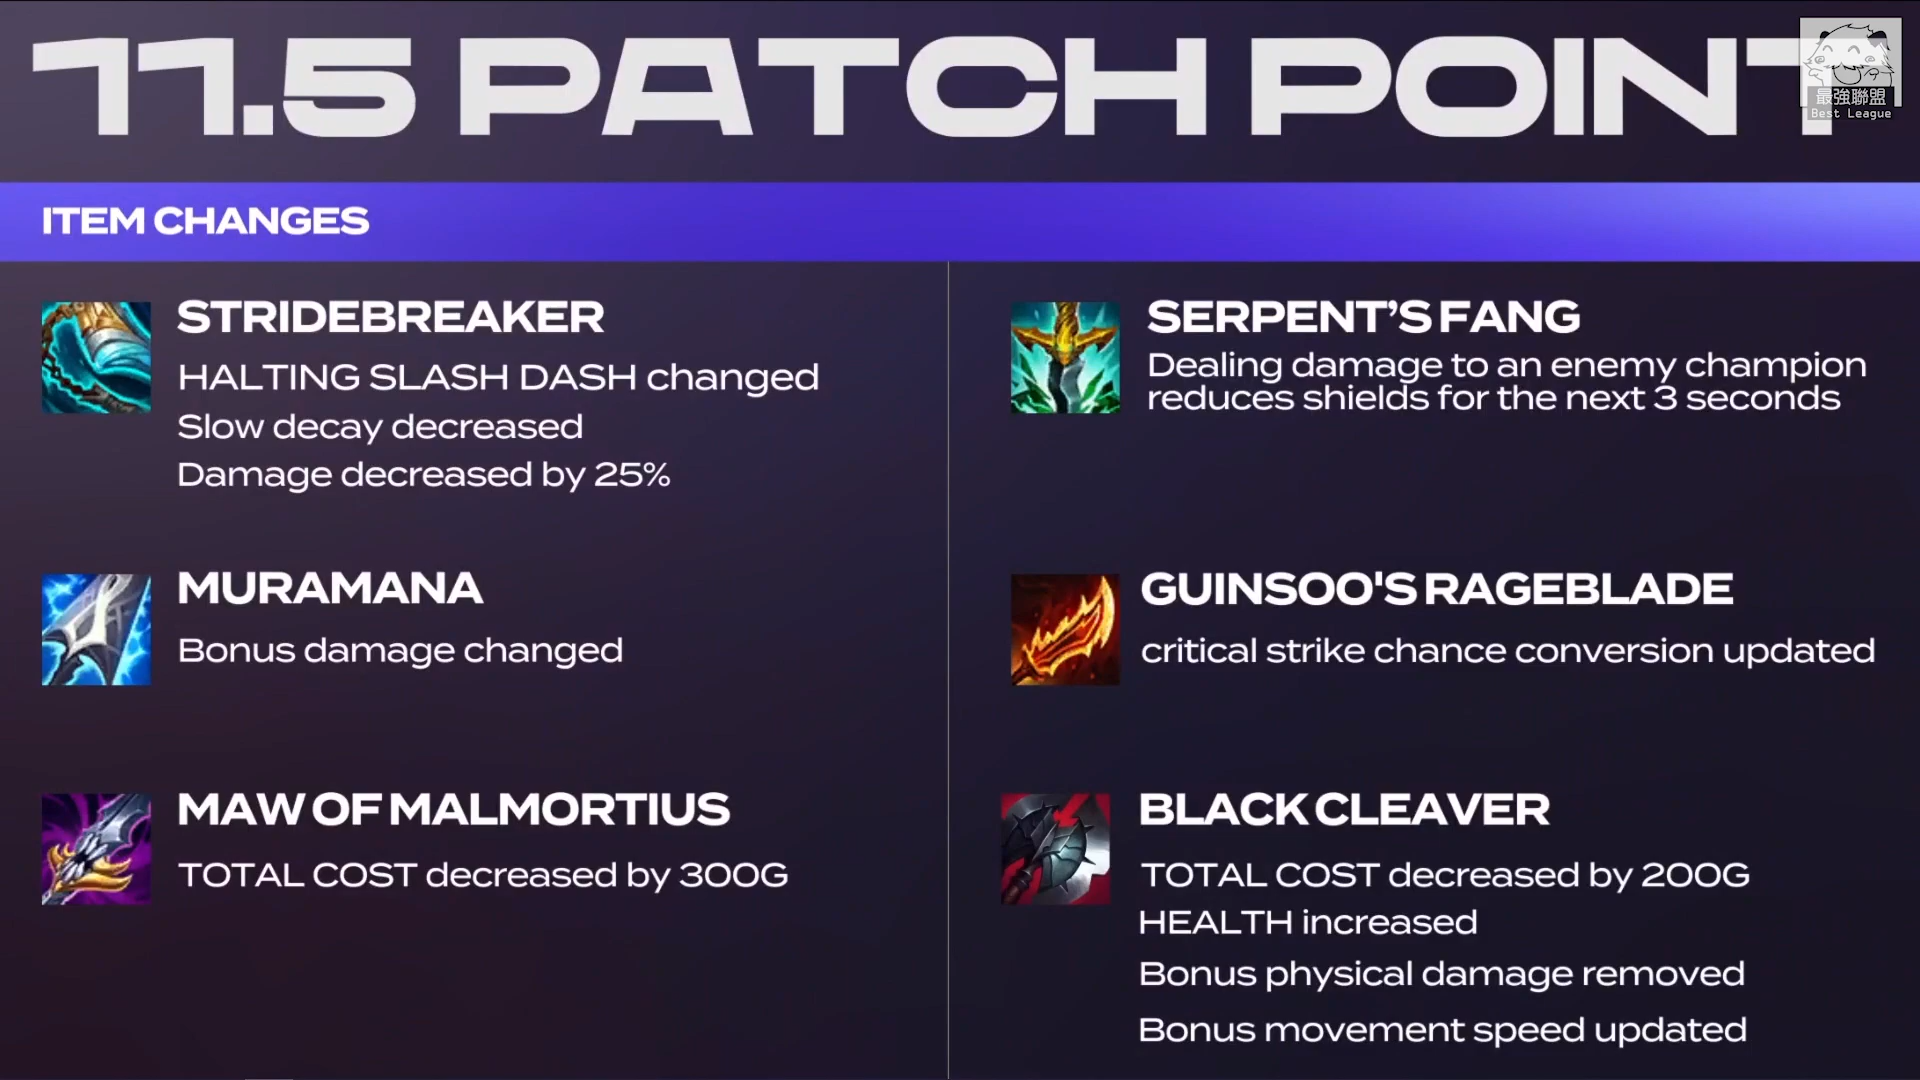 11.5 PATCH POINT
最強聯盟
Best League
ITEM CHANGES
STRIDEBREAKER
HALTING SLASH DASH changed
Slow decay decreased
Damage decreased by 25%
MURAMANA
Bonus damage changed
MAW OF MALMORTIUS
TOTAL COST decreased by 300G
SERPENT’S FANG
Dealing damage to an enemy champion
reduces shields for the next 3 seconds
GUINSOO'S RAGEBLADE
critical strike chance conversion updated
BLACK CLEAVER
TOTAL COST decreased by 200G
HEALTH increased
Bonus physical damage removed
Bonus movement speed updated